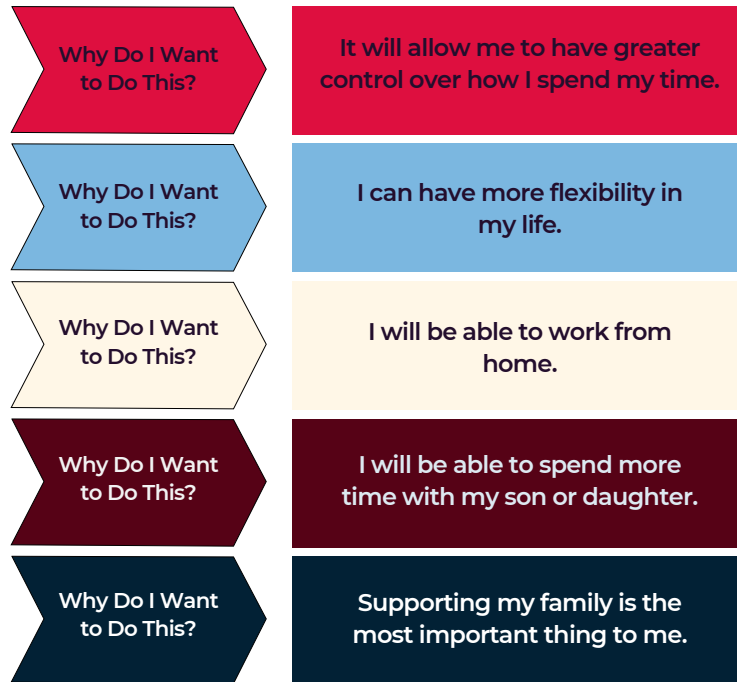 Why Do I Want
to Do This?
It will allow me to have greater
control over how I spend my time.
Why Do I Want
to Do This?
I can have more flexibility in
my life.
Why Do I Want
to Do This?
I will be able to work from
home.
Why Do I Want
to Do This?
I will be able to spend more
time with my son or daughter.
Why Do I Want
to Do This?
Supporting my family is the
most important thing to me.